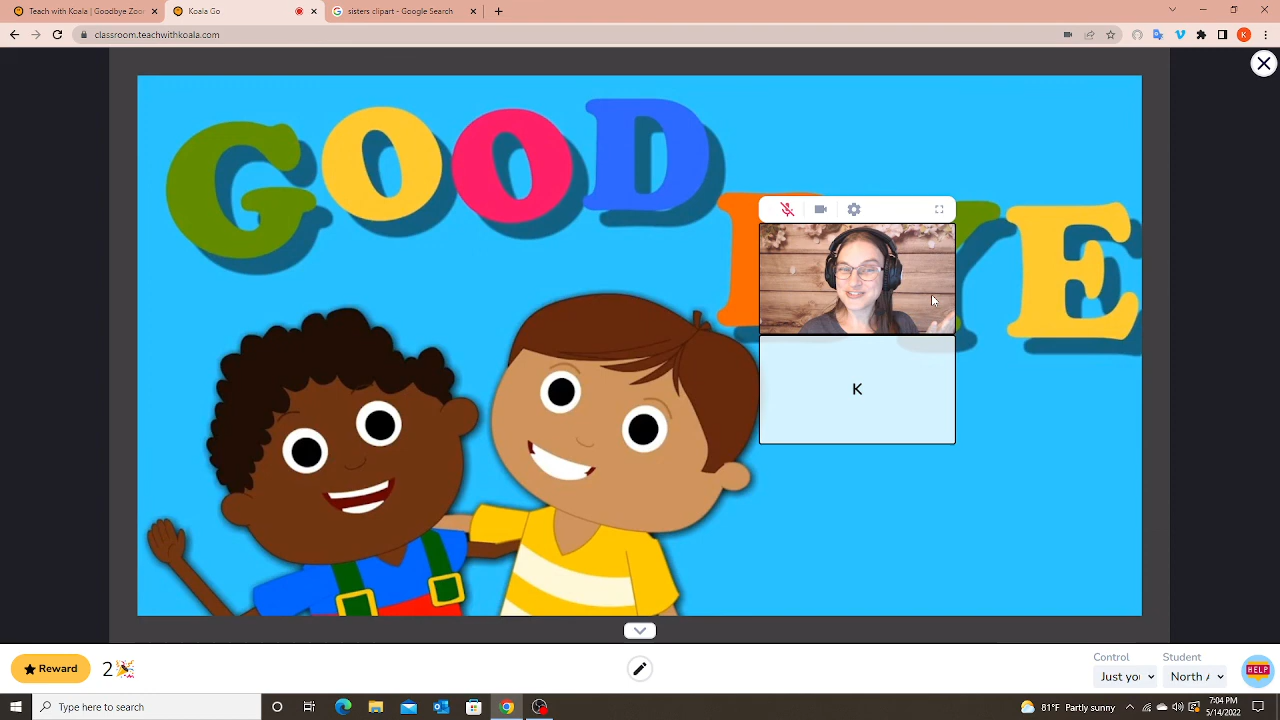 Teach with Koala | Goodbye Zoo
Koala Go
sisters clipart - Google Search
classroom.teachwithkoala.com
GOOD
YE
K
Reward
2
Control
Student
Just you
North A
HELP
Type here to search
81°F Partly sunny
7:04 PM
5/14/2022